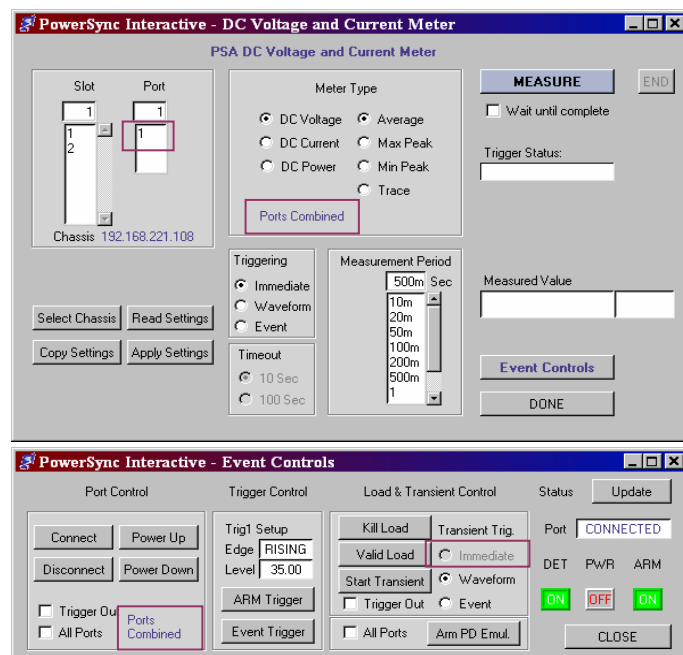 PowerSync Interactive - DC Voltage and Current Meter
PSA DC Voltage and Current Meter
Slot Port
1 1
1 1
2
Chassis 192.168.221.108
Meter Type
DC Voltage Average
DC Current Max Peak
DC Power Min Peak
Trace
Ports Combined
MEASURE END
Wait until complete
Trigger Status:
Select Chassis Read Settings
Copy Settings Apply Settings
Triggering
Immediate
Waveform
Event
Timeout
10 Sec
100 Sec
Measurement Period
500m Sec
10m
20m
50m
100m
200m
500m
1
Measured Value
Event Controls
DONE
PowerSync Interactive - Event Controls
Port Control
Connect Power Up
Disconnect Power Down
Trigger Ou
All Ports
Ports
Combined
Trigger Control
Trig1 Setup
Edge RISING
Level 35.00
ARM Trigger
Event Trigger
Load & Transient Control
Kill Load Transient Trig.
Valid Load Immediate
Start Transient Waveform
Trigger Out Event
All Ports Arm PD Emul.
Status Update
Port CONNECTED
DET PWR ARM
ON OFF ON
CLOSE